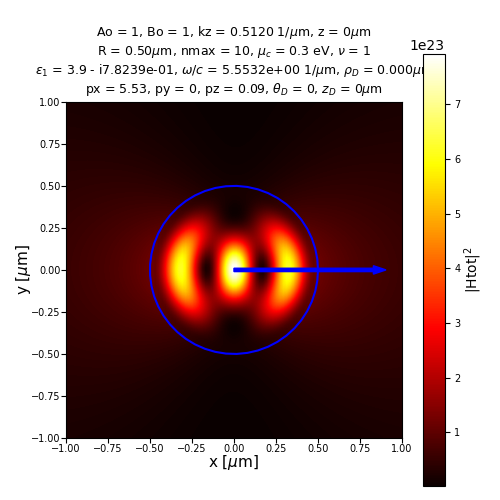 Ao = 1, Bo = 1, kz = 0.5120 1/μm, z = 0μm
R = 0.50μm, nmax = 10, μc = 0.3 eV, ν = 1
ε1 = 3.9 - i7.8239e-01, ω/c = 5.5532e+00 1/μm, ρD = 0.000μ
px = 5.53, py = 0, pz = 0.09, θD = 0, zD = 0μm
1e23
1.00
0.75
0.50
0.25
0.00
−0.25
−0.50
−0.75
−1.00
y [μm]
−1.00 −0.75 −0.50 −0.25 0.00 0.25 0.50 0.75 1.00
x [μm]
7
6
5
4
3
2
1
|Htot|²